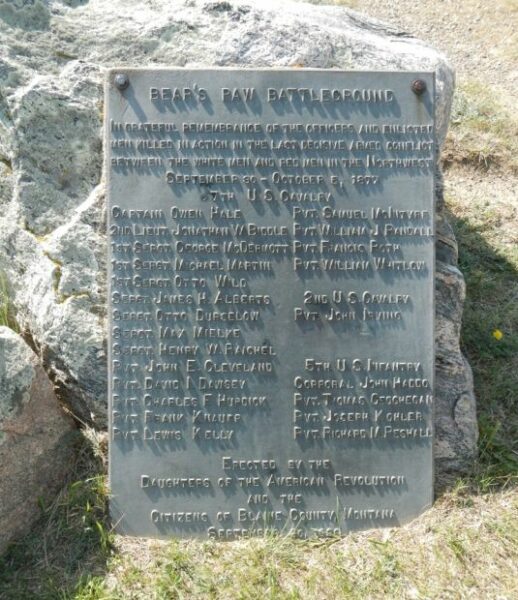 BEAR'S PAW BATTLEGROUND
IN GRATEFUL REMEMBRANCE OF THE OFFICERS AND ENLISTED
MEN KILLED IN ACTION IN THE LAST DECISIVE ARMED CONFLICT
BETWEEN THE WHITE MEN AND RED MEN IN THE NORTHWEST
SEPTEMBER 30 - OCTOBER 5, 1877
7TH U.S. CAVALRY
CAPTAIN OWEN HALE
2ND LIEUT. JONATHAN W. BIDDLE
1ST SERGT. GEORGE MCDERMOTT
1ST SERGT. MICHAEL MARTIN
1ST SERGT. OTTO WILD
SERGT. JAMES H. ALBERTS
SERGT. OTTO DURSELOW
SERGT. MAX MIELKE
SERGT. HENRY W. RAICHEL
PVT. JOHN E. CLEVELAND
PVT. DAVID DAWSEY
PVT. CHARLES F. HURDICK
PVT. FRANK KNAUPP
PVT. LEWIS KELLY
PVT. SAMUEL MCINTYRE
PVT. WILLIAM J. RANDALL
PVT. FRANCIS ROTH
PVT. WILLIAM WHITLOW
2ND U.S. CAVALRY
PVT. JOHN IRVING
5TH U.S. INFANTRY
CORPORAL JOHN HADDO
PVT. THOMAS GEOGHEGAN
PVT. JOSEPH KOHLER
PVT. RICHARD M. PESHALL
ERECTED BY THE
DAUGHTERS OF THE AMERICAN REVOLUTION
AND THE
CITIZENS OF BLAINE COUNTY, MONTANA
SEPTEMBER